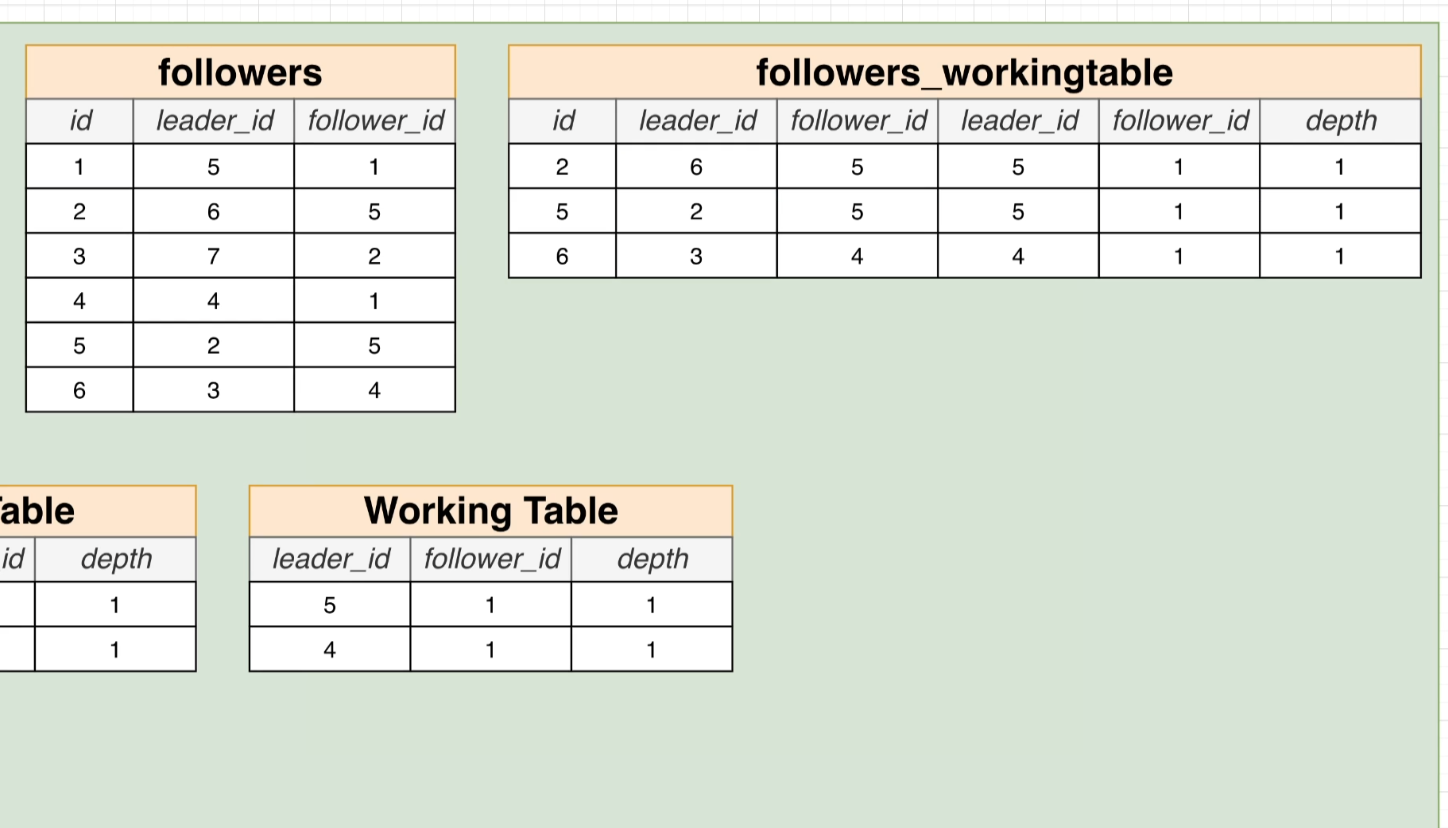 followers
id leader_id follower_id
1 5 1
2 6 5
3 7 2
4 4 1
5 2 5
6 3 4
followers_workingtable
id leader_id follower_id leader_id follower_id depth
2 6 5 5 1 1
5 2 5 5 1 1
6 3 4 4 1 1
able
id depth
1
1
Working Table
leader_id follower_id depth
5 1 1
4 1 1